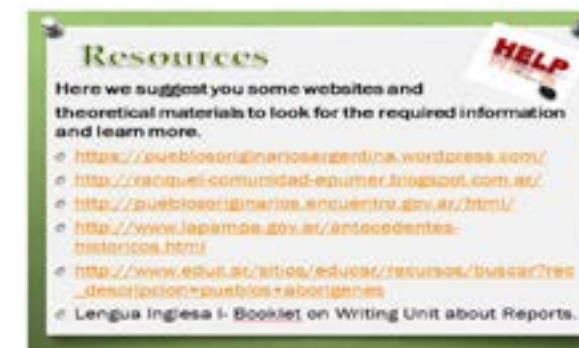 Resources
HELP
Here we suggest you some websites and
theoretical materials to look for the required information
and learn more.
https://pueblosoriginariosargentina.wordpress.com/
http://ranquel-comunidad-epumer.blogspot.com.ar/
http://pueblosoriginarios.encuentro.gov.ar/html/
http://www.lapampa.gov.ar/antecedentes-
historicos.html
http://www.educ.ar/sitios/educar/recursos/buscar?rec
_descripcion=pueblos+aborigenes
Lengua Inglesa I- Booklet on Writing Unit about Reports.